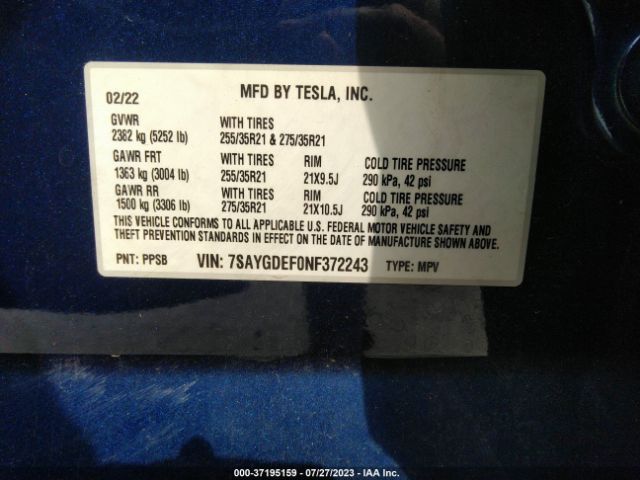 MFD BY TESLA, INC.
02/22
GVWR WITH TIRES
2382 kg (5252 lb) 255/35R21 & 275/35R21
GAWR FRT WITH TIRES RIM COLD TIRE PRESSURE
1363 kg (3004 lb) 255/35R21 21X9.5J 290 kPa, 42 psi
GAWR RR WITH TIRES RIM COLD TIRE PRESSURE
1500 kg (3306 lb) 275/35R21 21X10.5J 290 kPa, 42 psi
THIS VEHICLE CONFORMS TO ALL APPLICABLE U.S. FEDERAL MOTOR VEHICLE SAFETY AND
THEFT PREVENTION STANDARDS IN EFFECT ON THE DATE OF MANUFACTURE SHOWN ABOVE.
PNT: PPSB VIN: 7SAYGDEF0NF372243 TYPE: MPV
000-37195159 - 07/27/2023 - IAA Inc.